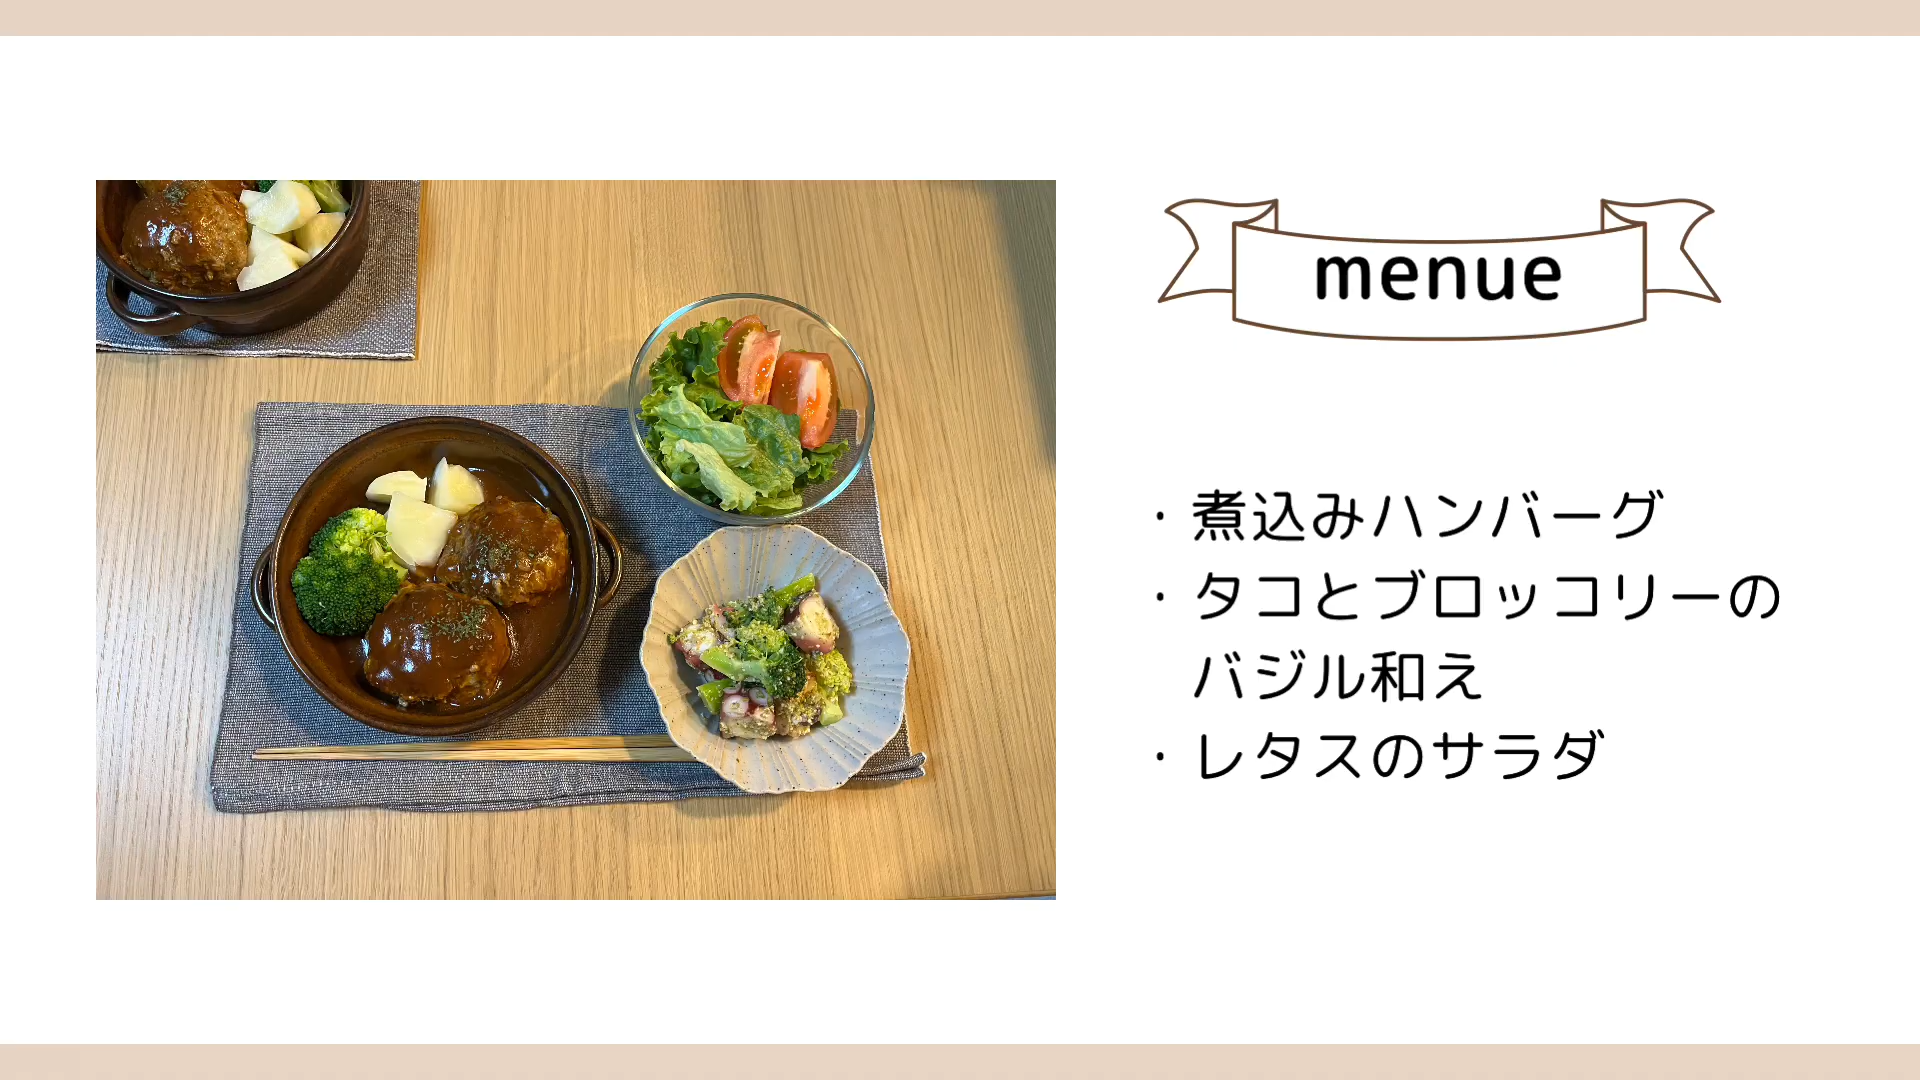 menue
・煮込みハンバーグ
・タコとブロッコリーの
バジル和え
・レタスのサラダ